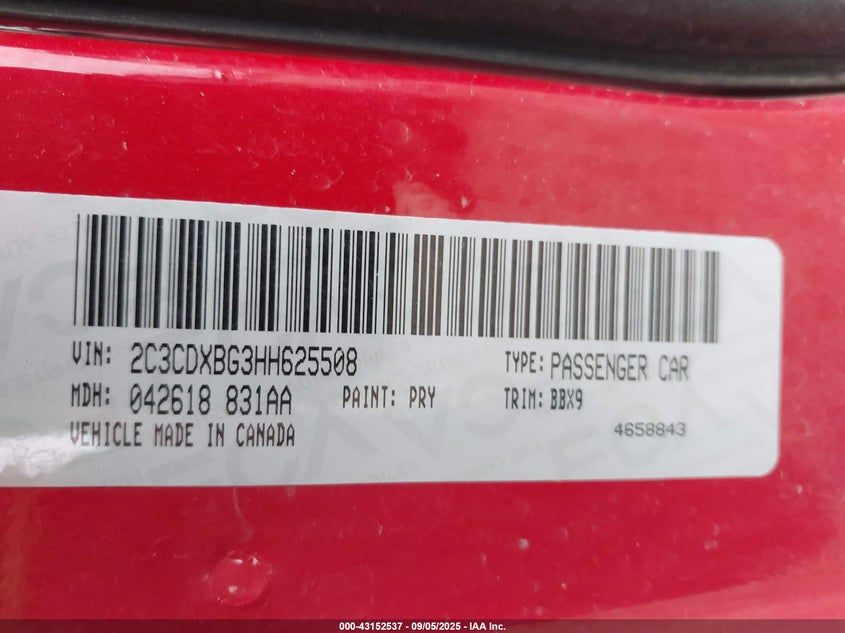 VIN: 2C3CDXBG3HH625508 TYPE: PASSENGER CAR
MDH: 042618 831AA PAINT: PRY TRIM: BBX9
VEHICLE MADE IN CANADA 4658843
000-43152537 - 09/05/2025 - IAA Inc.